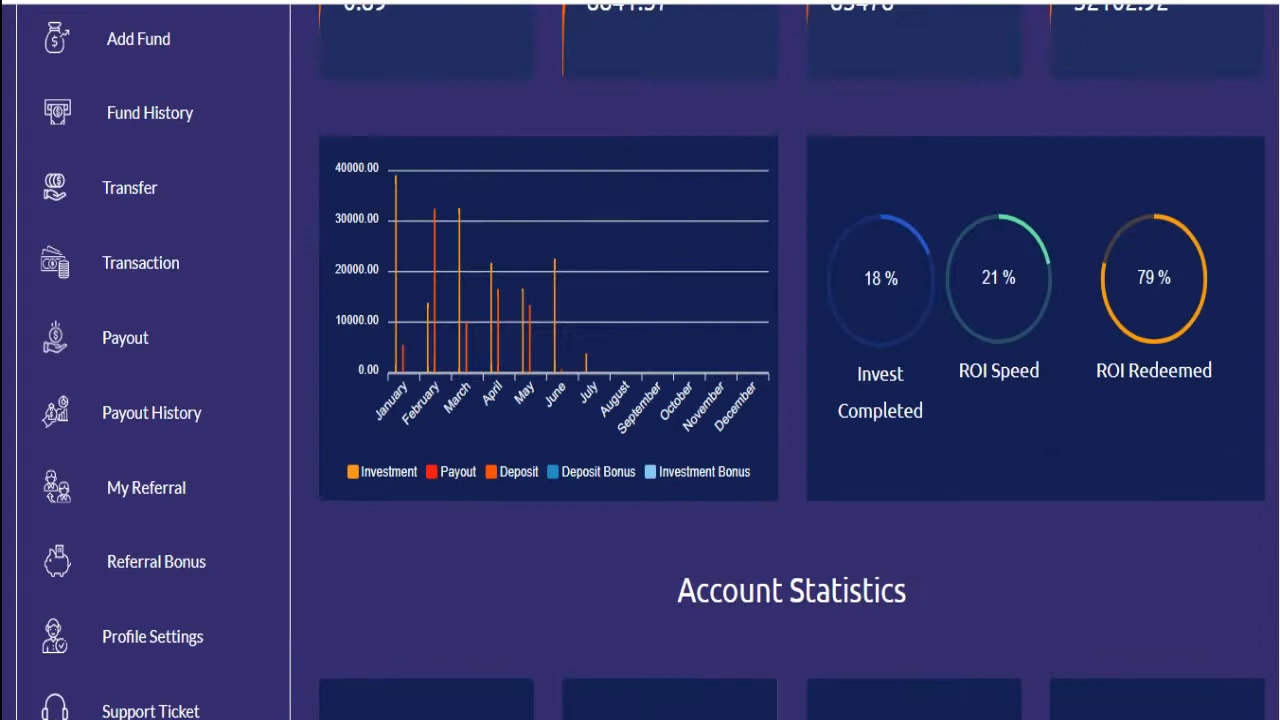 Add Fund
Fund History
Transfer
Transaction
Payout
Payout History
My Referral
Referral Bonus
Profile Settings
Support Ticket
40000.00
30000.00
20000.00
10000.00
0.00
January
February
March
April
May
June
July
August
September
October
November
December
Investment
Payout
Deposit
Deposit Bonus
Investment Bonus
18 %
21 %
79 %
Invest
Completed
ROI Speed
ROI Redeemed
Account Statistics